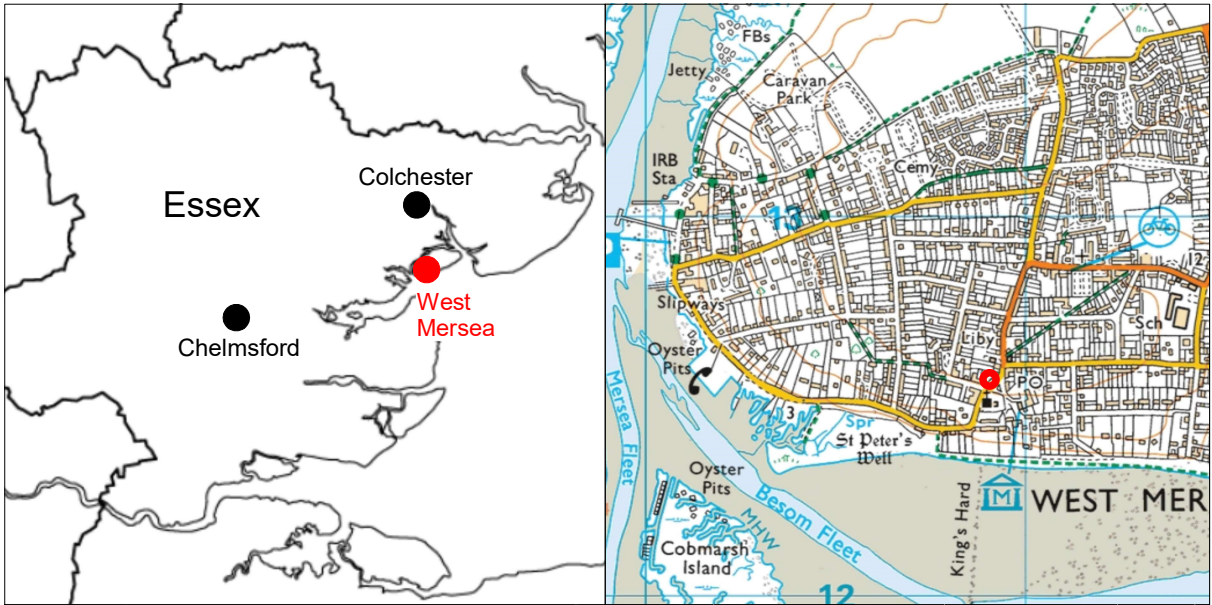 Colchester
Essex
West
Mersea
Chelmsford
FBs
Jetty
Caravan
Park
IRB
Sta
Cemy
13
12
Slipways
Sch
Liby
Oyster
Pits
PO
3
3
Mersea Fleet
Spr
St Peter's
Well
Oyster
Pits
Besom Fleet
MHW
King's Hard
M
WEST MER
Cobmarsh
Island
12